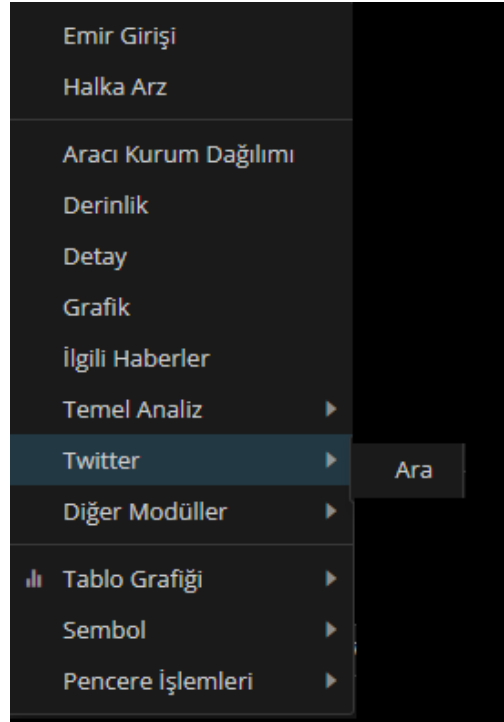 Emir Girişi
Halka Arz
Aracı Kurum Dağılımı
Derinlik
Detay
Grafik
İlgili Haberler
Temel Analiz
Twitter
Ara
Diğer Modüller
Tablo Grafiği
Sembol
Pencere İşlemleri